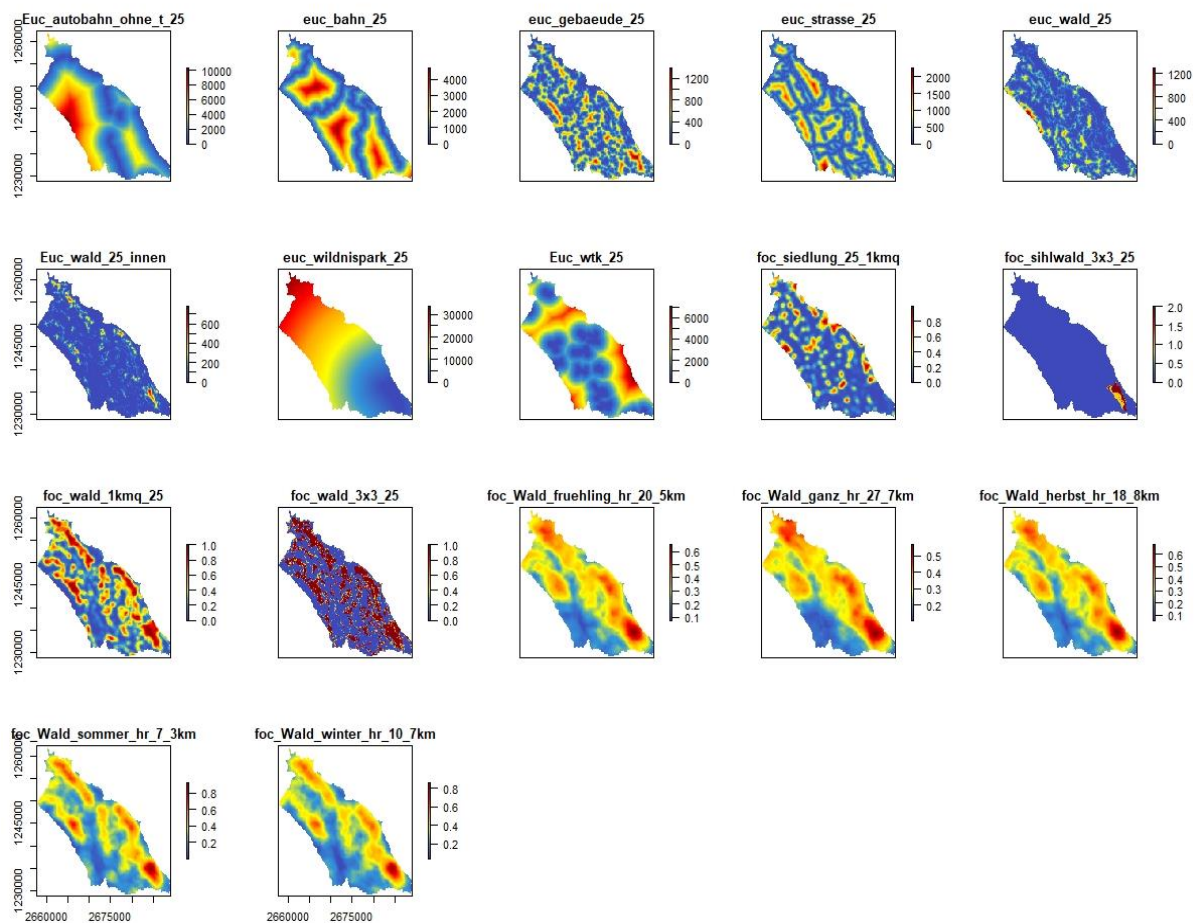 Euc_autobahn_ohne_t_25 euc_bahn_25 euc_gebaeude_25 euc_strasse_25 euc_wald_25
1260000 1245000 1230000
10000 8000 6000 4000 2000 0
4000 3000 2000 1000 0
1200 800 400 0
2000 1500 1000 500 0
1200 800 400 0
Euc_wald_25_innen euc_wildnispark_25 Euc_wtk_25 foc_siedlung_25_1kmq foc_sihlwald_3x3_25
1260000 1245000 1230000
600 400 200 0
30000 20000 10000 0
6000 4000 2000 0
0.8 0.6 0.4 0.2 0.0
2.0 1.5 1.0 0.5 0.0
foc_wald_1kmq_25 foc_wald_3x3_25 foc_Wald_fruehling_hr_20_5km foc_Wald_ganz_hr_27_7km foc_Wald_herbst_hr_18_8km
1260000 1245000 1230000
1.0 0.8 0.6 0.4 0.2 0.0
1.0 0.8 0.6 0.4 0.2 0.0
0.6 0.5 0.4 0.3 0.2 0.1
0.5 0.4 0.3 0.2
0.6 0.5 0.4 0.3 0.2 0.1
foc_Wald_sommer_hr_7_3km foc_Wald_winter_hr_10_7km
1260000 1245000 1230000
0.8 0.6 0.4 0.2
0.8 0.6 0.4 0.2
2660000 2675000 2660000 2675000